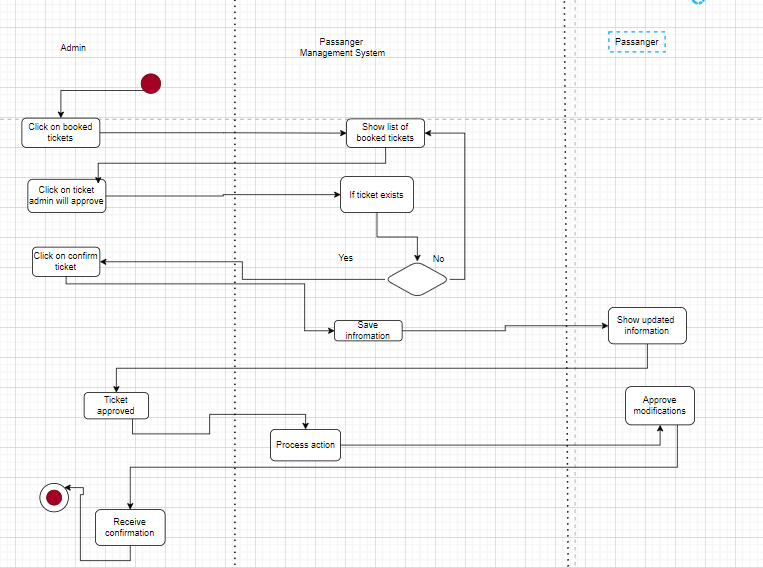 Admin
Passanger
Management System
Passanger
Click on booked
tickets
Show list of
booked tickets
Click on ticket
admin will approve
If ticket exists
Click on confirm
ticket
Yes
No
Save
infromation
Show updated
information
Ticket
approved
Approve
modifications
Process action
Receive
confirmation